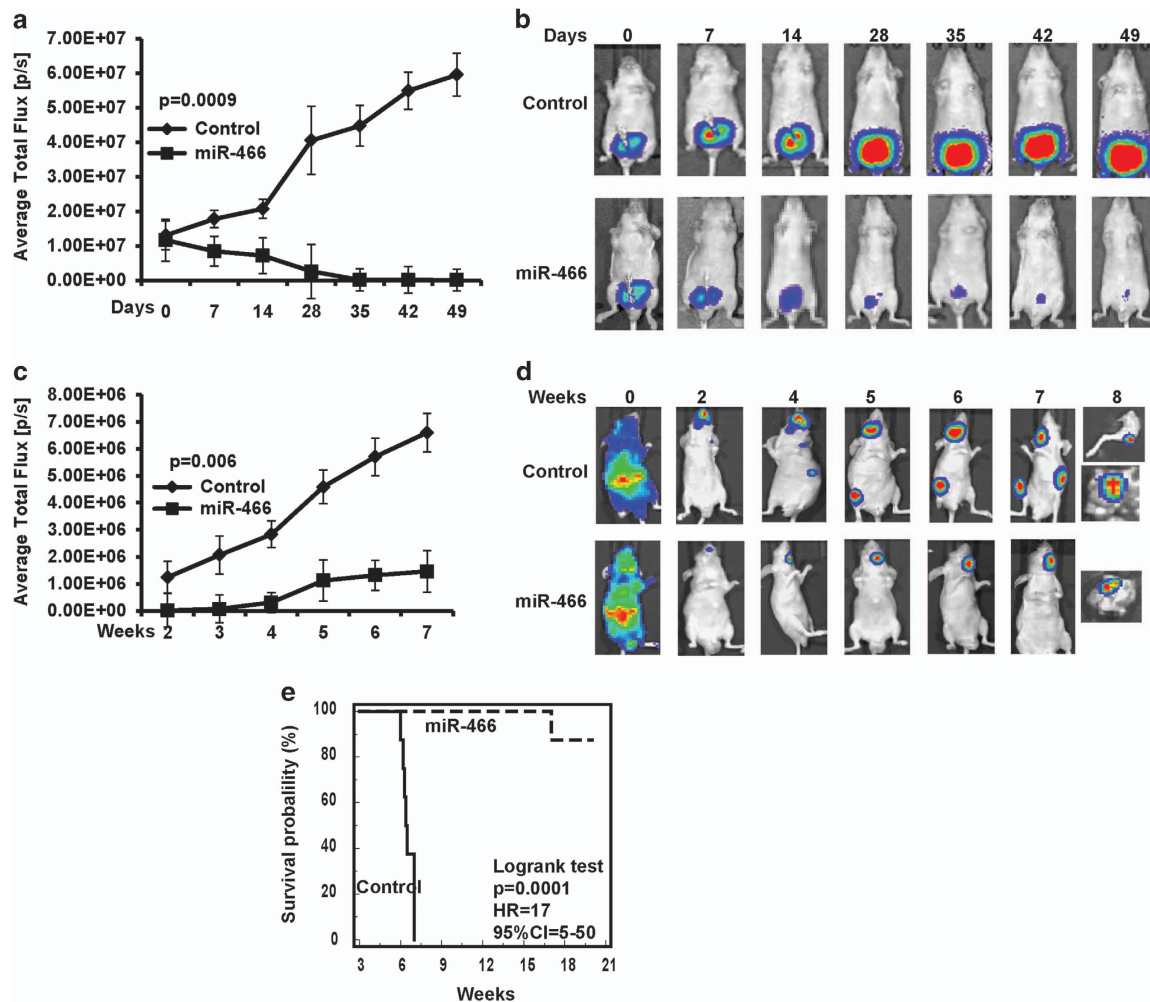 a
7.00E+07
6.00E+07
5.00E+07
4.00E+07
3.00E+07
2.00E+07
1.00E+07
0.00E+00
Average Total Flux [p/s]
p=0.0009
Control
miR-466
Days 0 7 14 28 35 42 49
b
Days 0 7 14 28 35 42 49
Control
miR-466
c
8.00E+06
7.00E+06
6.00E+06
5.00E+06
4.00E+06
3.00E+06
2.00E+06
1.00E+06
0.00E+00
Average Total Flux [p/s]
p=0.006
Control
miR-466
Weeks 2 3 4 5 6 7
d
Weeks 0 2 4 5 6 7 8
Control
miR-466
e
100
80
60
40
20
0
Survival probalility (%)
miR-466
Control
Logrank test
p=0.0001
HR=17
95%CI=5-50
3 6 9 12 15 18 21
Weeks